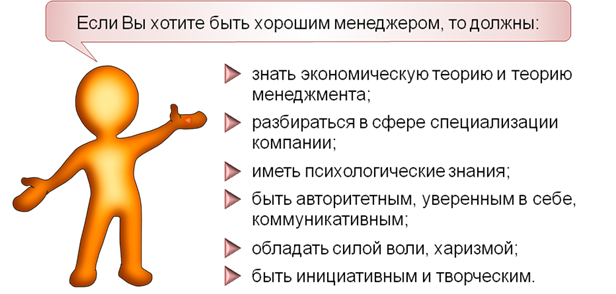 Если Вы хотите быть хорошим менеджером, то должны:
знать экономическую теорию и теорию
менеджмента;
разбираться в сфере специализации
компании;
иметь психологические знания;
быть авторитетным, уверенным в себе,
коммуникативным;
обладать силой воли, харизмой;
быть инициативным и творческим.